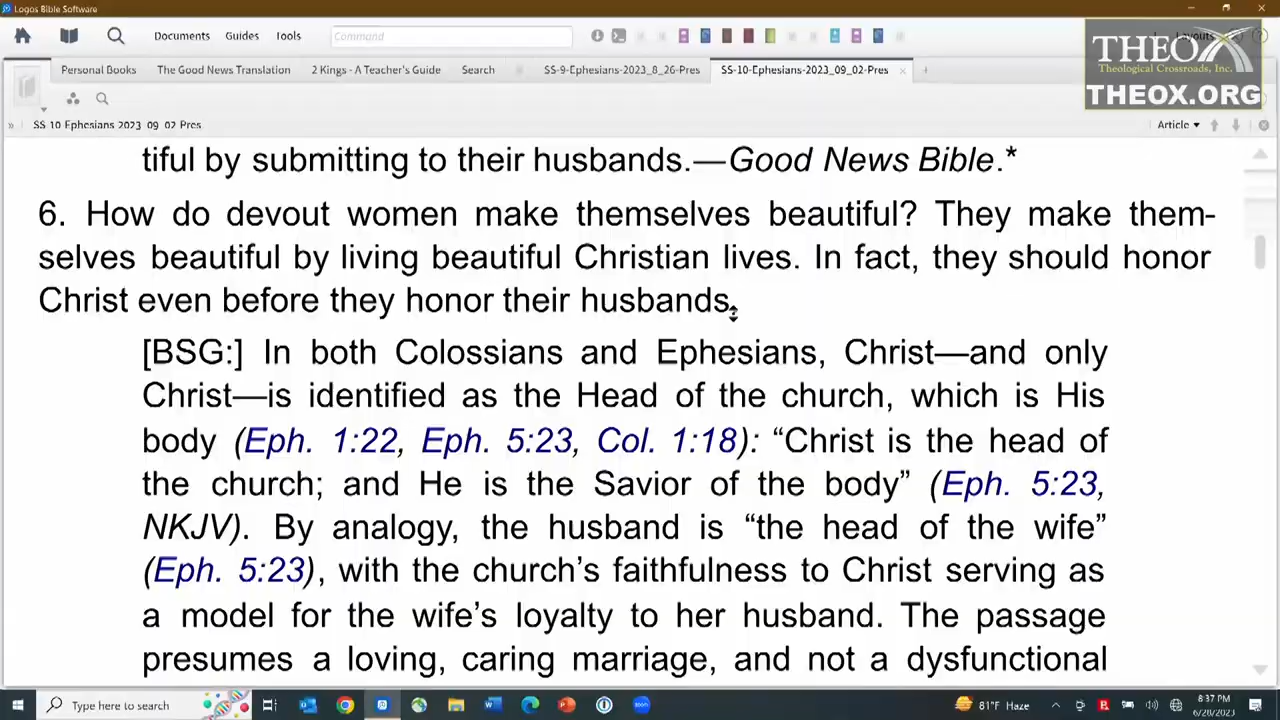 Logos Bible Software
Documents Guides Tools Command Layouts
THEOX
Theological Crossroads, Inc.
THEOX.ORG
Personal Books The Good News Translation 2 Kings - A Teacher's Guide Sear SS-9-Ephesians-2023_8_26-Pres SS-10-Ephesians-2023_09_02-Pres
SS-10-Ephesians-2023_09_02-Pres Article
tiful by submitting to their husbands.—Good News Bible.*
6. How do devout women make themselves beautiful? They make them-
selves beautiful by living beautiful Christian lives. In fact, they should honor
Christ even before they honor their husbands.
[BSG:] In both Colossians and Ephesians, Christ—and only
Christ—is identified as the Head of the church, which is His
body (Eph. 1:22, Eph. 5:23, Col. 1:18): “Christ is the head of
the church; and He is the Savior of the body” (Eph. 5:23,
NKJV). By analogy, the husband is “the head of the wife”
(Eph. 5:23), with the church’s faithfulness to Christ serving as
a model for the wife’s loyalty to her husband. The passage
presumes a loving, caring marriage, and not a dysfunctional
Type here to search 81°F Haze 8:37 PM
6/28/2023